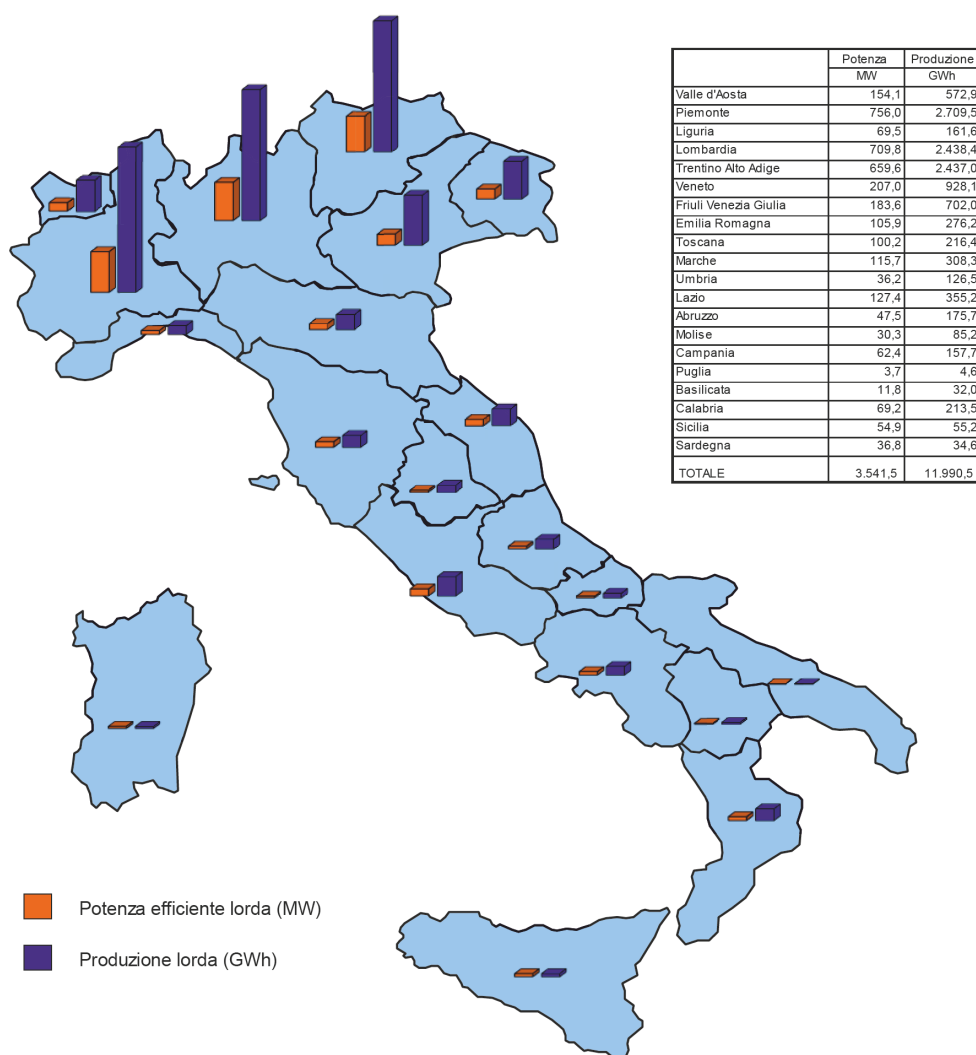 Potenza Produzione
MW GWh
Valle d'Aosta 154,1 572,9
Piemonte 756,0 2.709,5
Liguria 69,5 161,6
Lombardia 709,8 2.438,4
Trentino Alto Adige 659,6 2.437,0
Veneto 207,0 928,1
Friuli Venezia Giulia 183,6 702,0
Emilia Romagna 105,9 276,2
Toscana 100,2 216,4
Marche 115,7 308,3
Umbria 36,2 126,5
Lazio 127,4 355,2
Abruzzo 47,5 175,7
Molise 30,3 85,2
Campania 62,4 157,7
Puglia 3,7 4,6
Basilicata 11,8 32,0
Calabria 69,2 213,5
Sicilia 54,9 55,2
Sardegna 36,8 34,6
TOTALE 3.541,5 11.990,5
Potenza efficiente lorda (MW)
Produzione lorda (GWh)